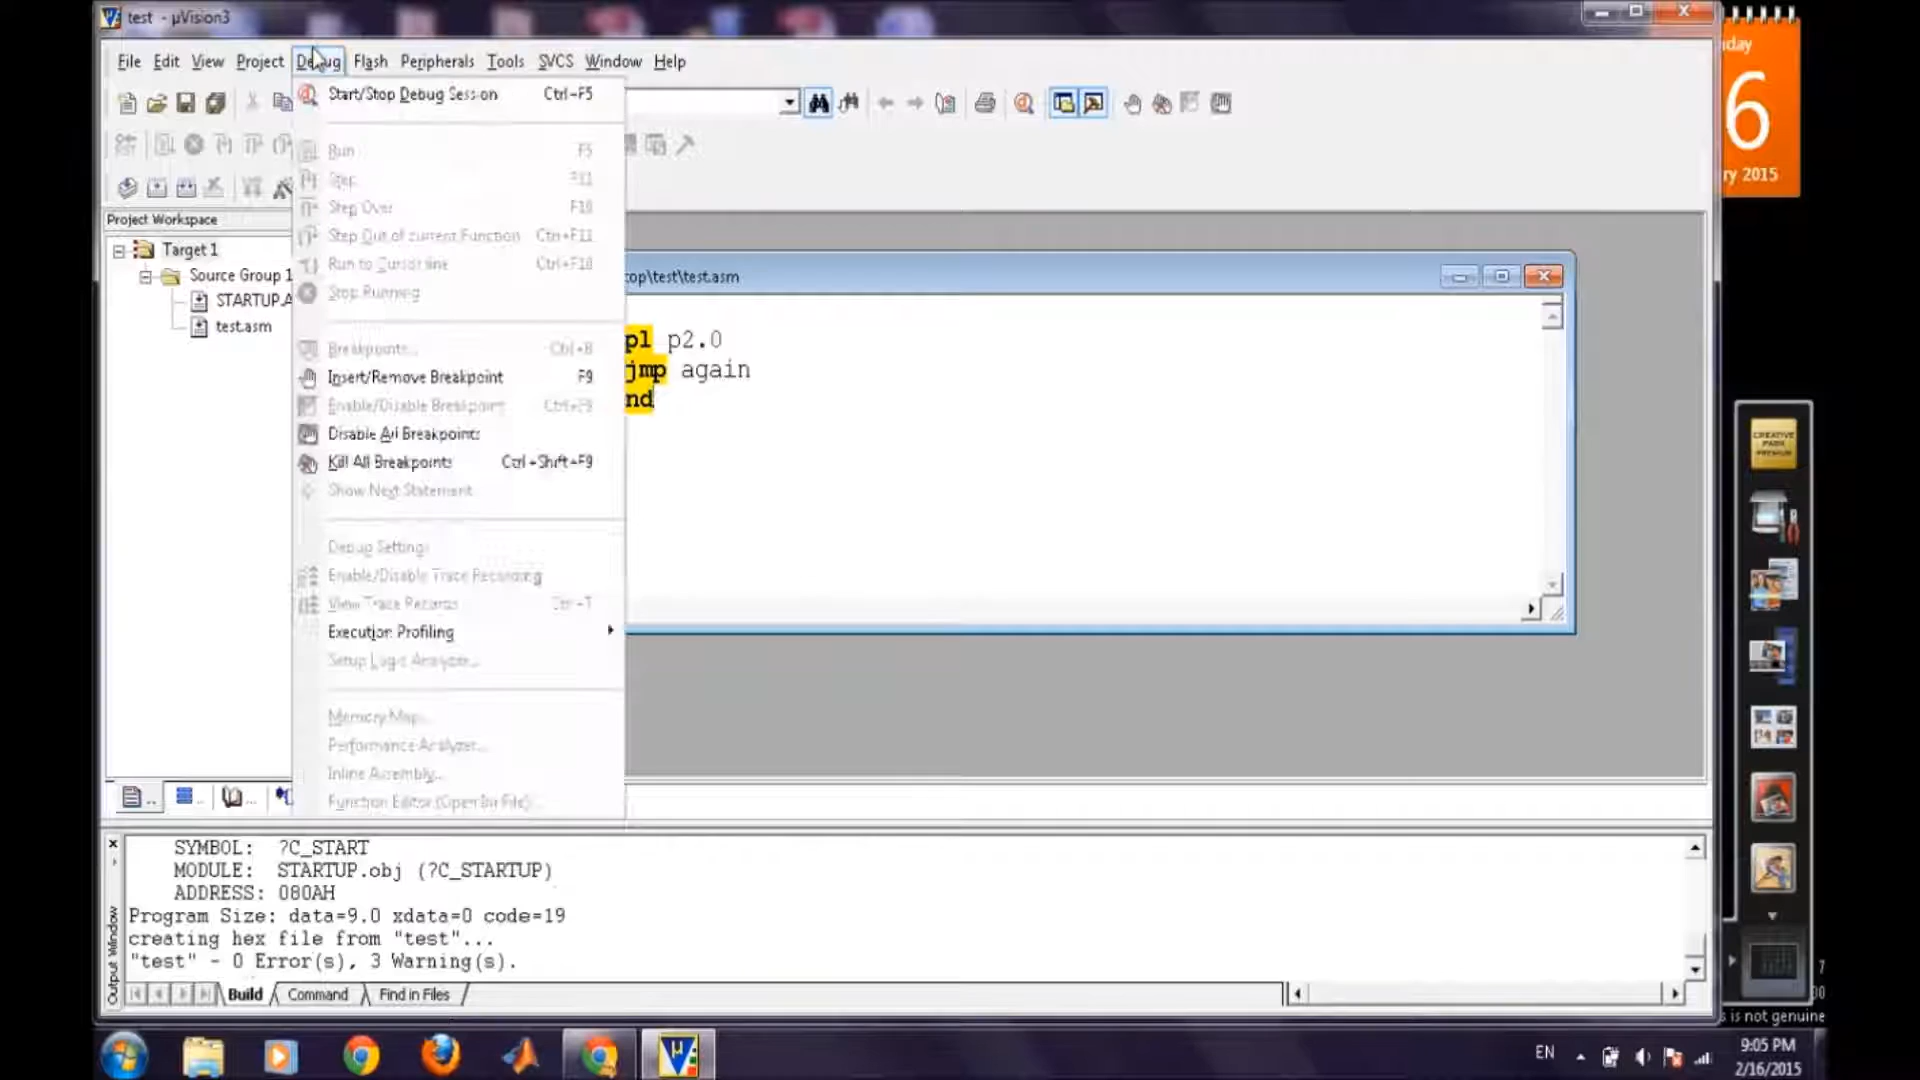 test - µVision3
File Edit View Project Debug Flash Peripherals Tools SVCS Window Help
Start/Stop Debug Session Ctrl+F5
Run F5
Step F11
Step Over F10
Step Out of current Function Ctrl+F11
Run to Cursor line Ctrl+F10
Stop Running
Breakpoints... Ctrl+B
Insert/Remove Breakpoint F9
Enable/Disable Breakpoint Ctrl+F9
Disable All Breakpoints
Kill All Breakpoints Ctrl+Shift+F9
Show Next Statement
Debug Settings
Enable/Disable Trace Recording
View Trace Records Ctrl+T
Execution Profiling
Setup Logic Analyzer...
Memory Map...
Performance Analyzer...
Inline Assembly...
Function Editor (Open Ini File)...
Project Workspace
Target 1
Source Group 1
STARTUP.A
test.asm
top\test\test.asm
pl p2.0
jmp again
nd
SYMBOL: ?C_START
MODULE: STARTUP.obj (?C_STARTUP)
ADDRESS: 080AH
Program Size: data=9.0 xdata=0 code=19
creating hex file from "test"...
"test" - 0 Error(s), 3 Warning(s).
Output Window
Build Command Find in Files
day
6
ry 2015
CREATIVE
PARK
PREMIUM
7
00
s is not genuine
EN
9:05 PM
2/16/2015